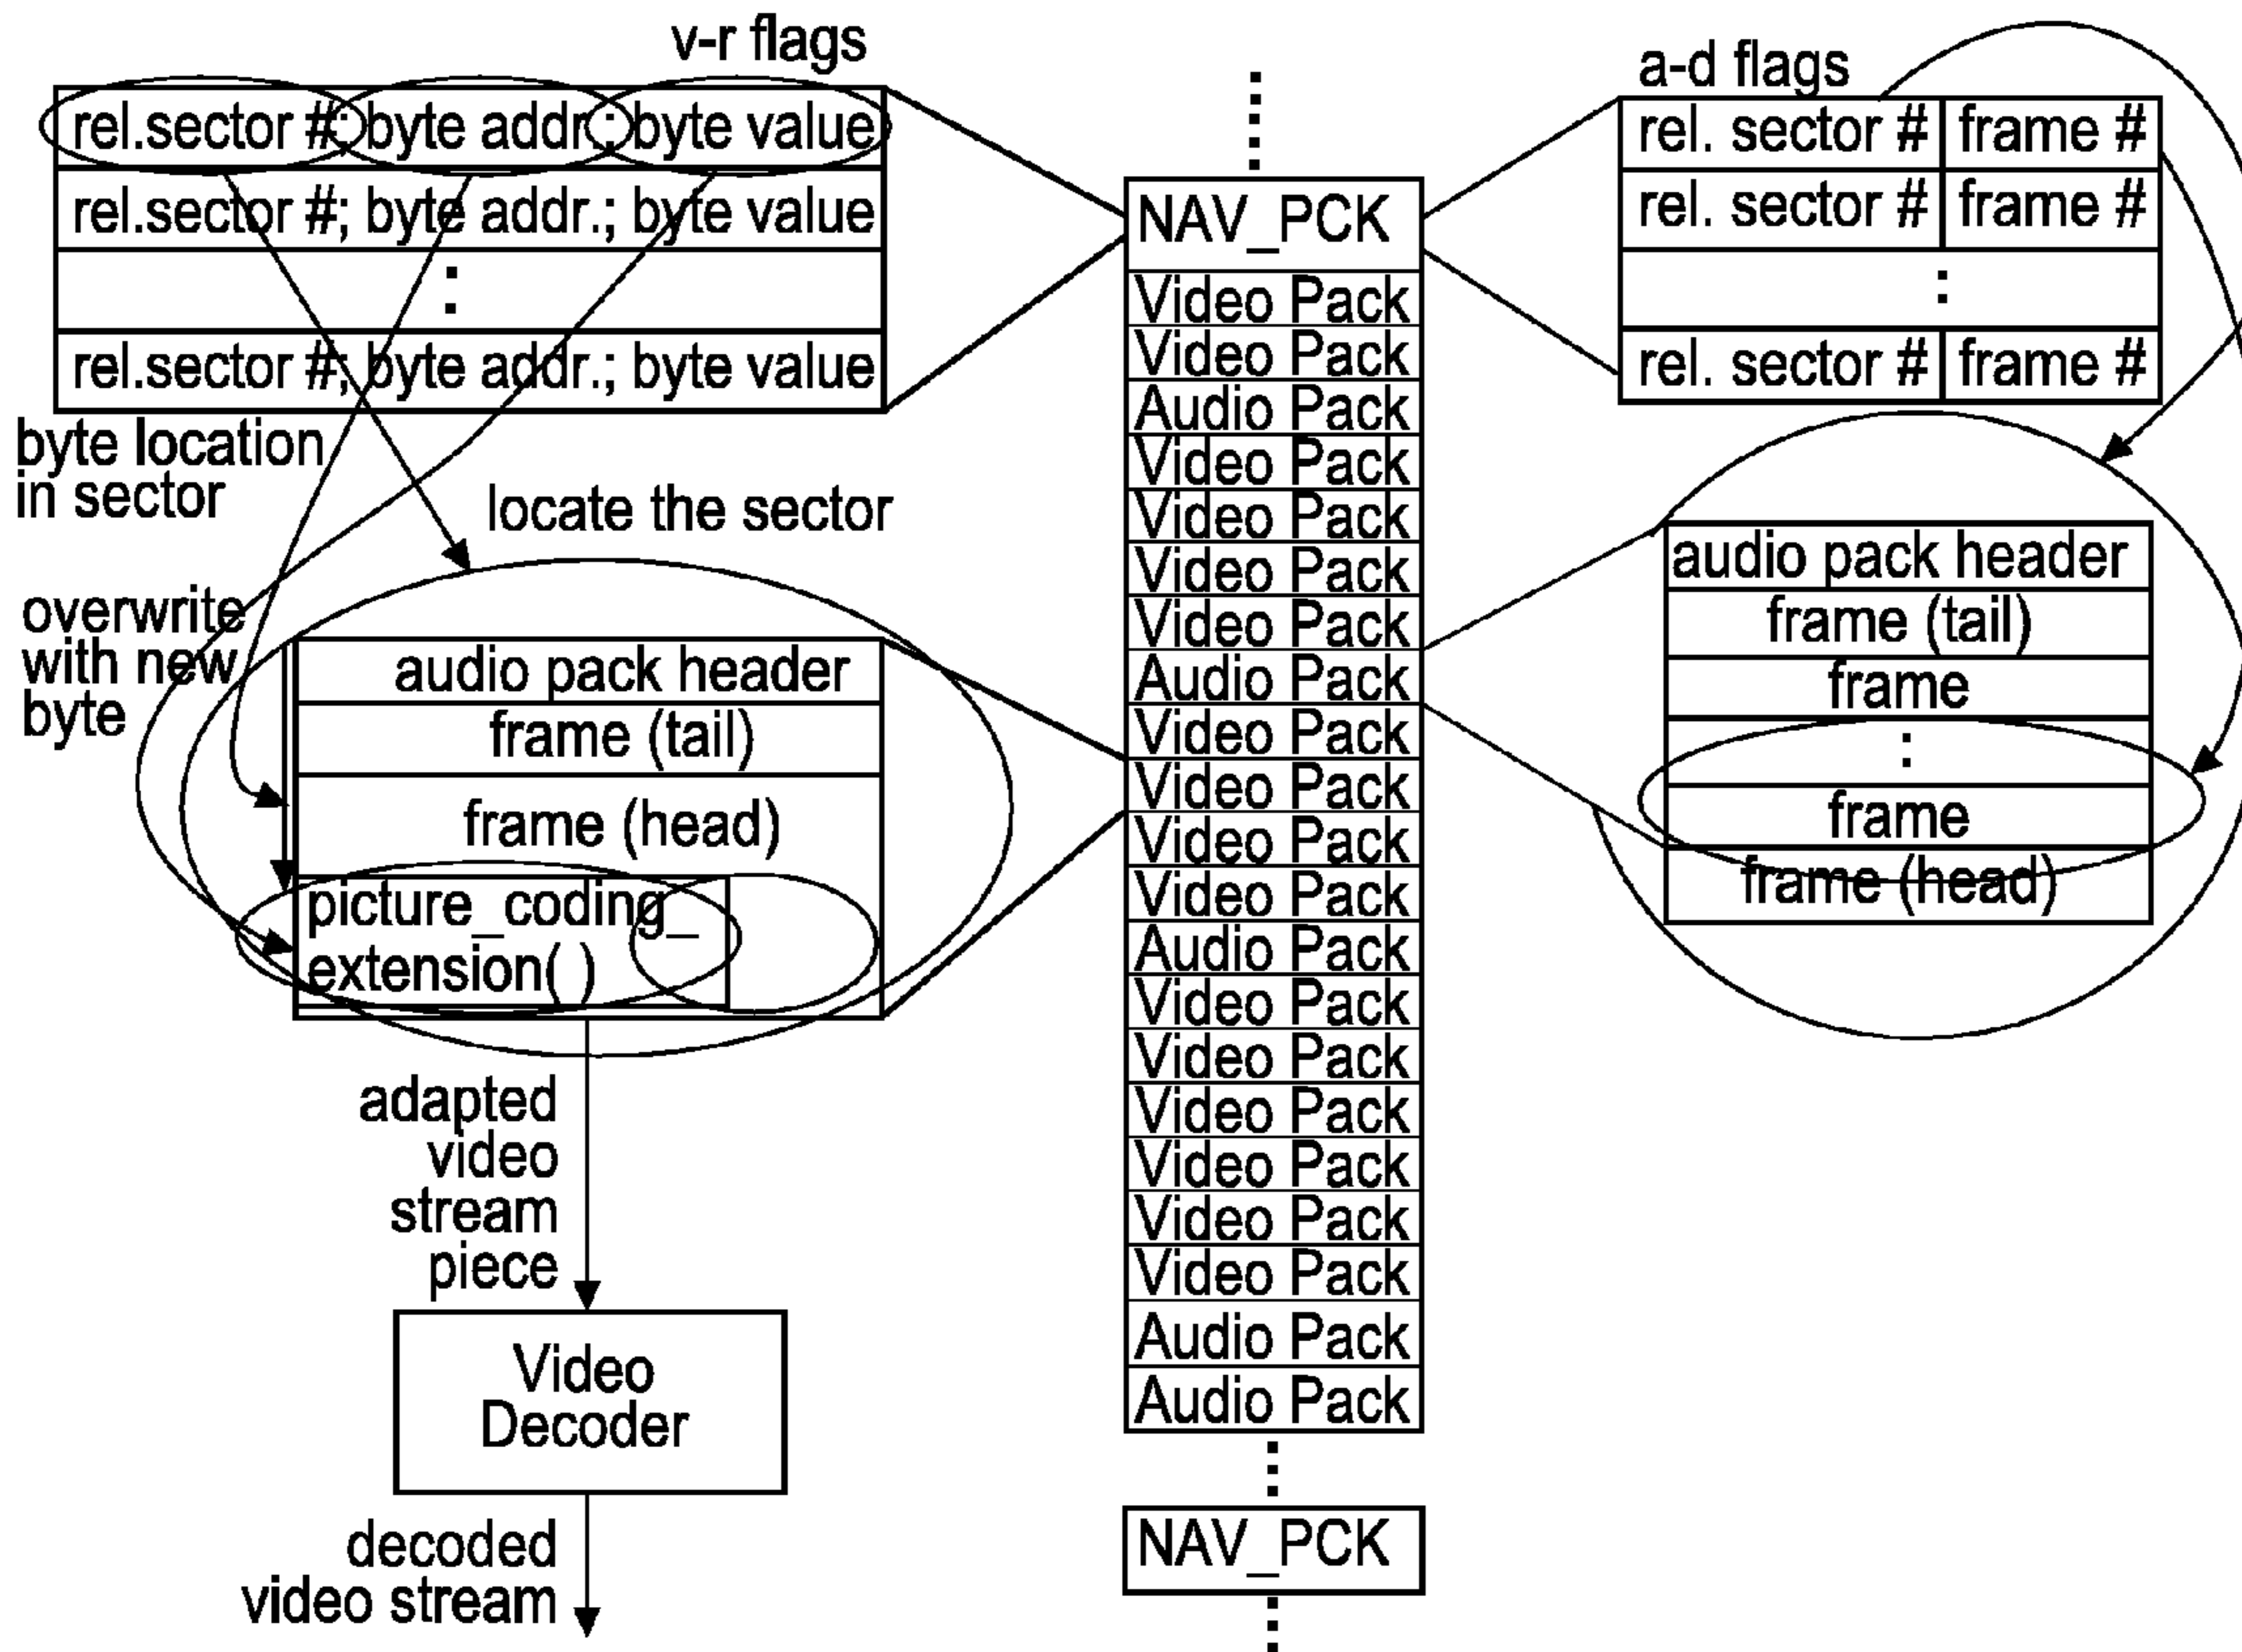 v-r flags
rel.sector #; byte addr.; byte value
rel.sector #; byte addr.; byte value
:
rel.sector #; byte addr.; byte value
byte location
in sector
locate the sector
overwrite
with new
byte
audio pack header
frame (tail)
frame (head)
picture_coding_
extension( )
adapted
video
stream
piece
Video
Decoder
decoded
video stream
NAV_PCK
Video Pack
Video Pack
Audio Pack
Video Pack
Video Pack
Video Pack
Video Pack
Audio Pack
Video Pack
Video Pack
Video Pack
Video Pack
Audio Pack
Video Pack
Video Pack
Video Pack
Video Pack
Video Pack
Video Pack
Audio Pack
Audio Pack
NAV_PCK
a-d flags
rel. sector # frame #
rel. sector # frame #
:
rel. sector # frame #
audio pack header
frame (tail)
frame
:
frame
frame (head)